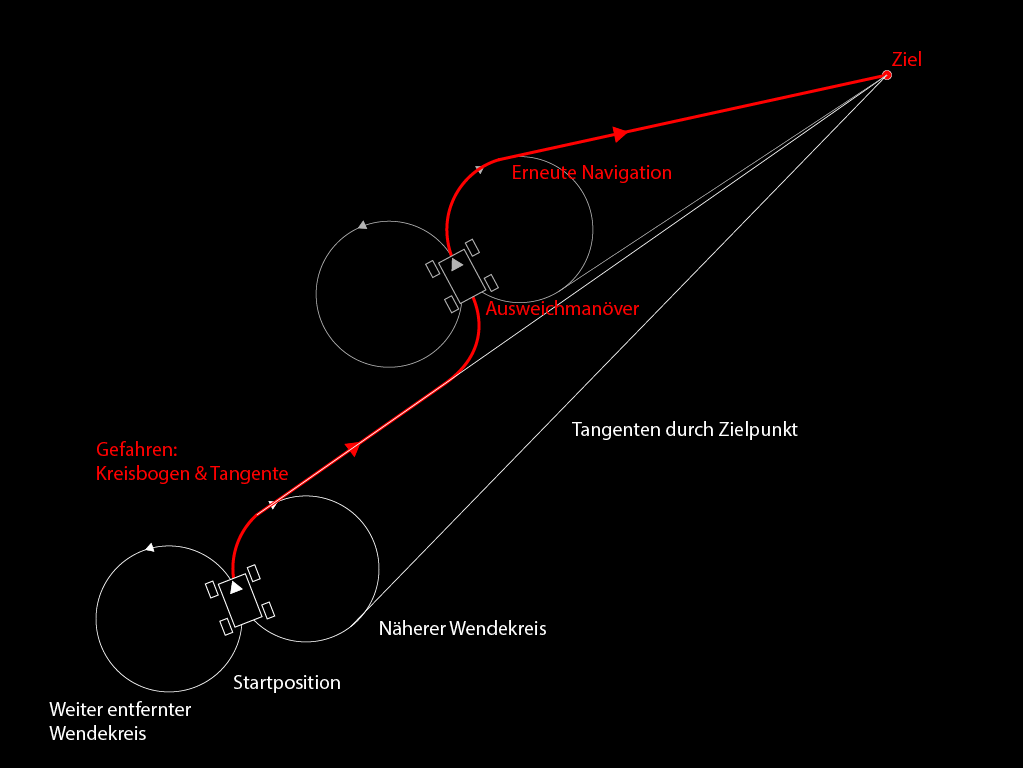 Ziel
Erneute Navigation
Ausweichmanöver
Tangenten durch Zielpunkt
Gefahren:
Kreisbogen & Tangente
Näherer Wendekreis
Startposition
Weiter entfernter
Wendekreis